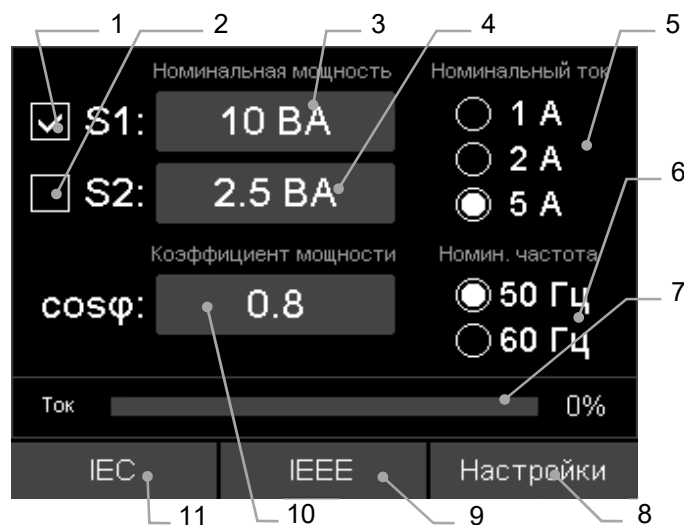 1 2 3 4 5
Номинальная мощность Номинальный ток
S1: 10 ВА 1 А
2 А
S2: 2.5 ВА 5 А
6
Коэффициент мощности Номин. частота
cosφ: 0.8 50 Гц 7
60 Гц
Ток 0%
IEC IEEE Настройки
11 10 9 8